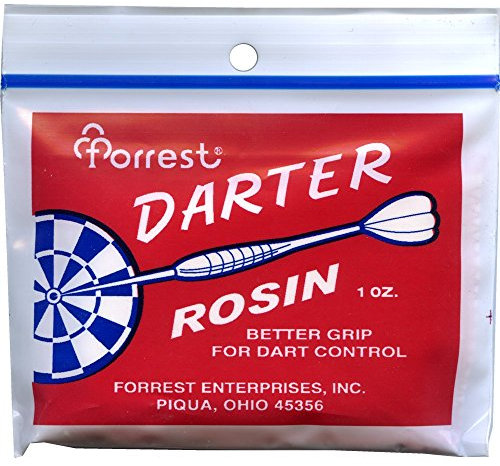 Forrest®
DARTER
ROSIN 1 OZ.
BETTER GRIP
FOR DART CONTROL
FORREST ENTERPRISES, INC.
PIQUA, OHIO 45356